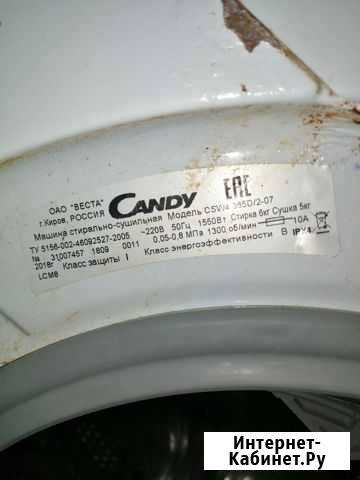 ОАО "ВЕСТА"
г.Киров, РОССИЯ CANDY EAC
Машина стирально-сушильная Модель CSW4 365D/2-07
ТУ 5156-002-46092527-2005 ~220В 50Гц 1550Вт Стирка 6кг Сушка 5кг
№ 31007457 1809 0011 0,05-0,8 МПа 1300 об/мин 10А
2018г Класс защиты I Класс энергоэффективности В IPX4
LCM8
Интернет-
Кабинет.Ру